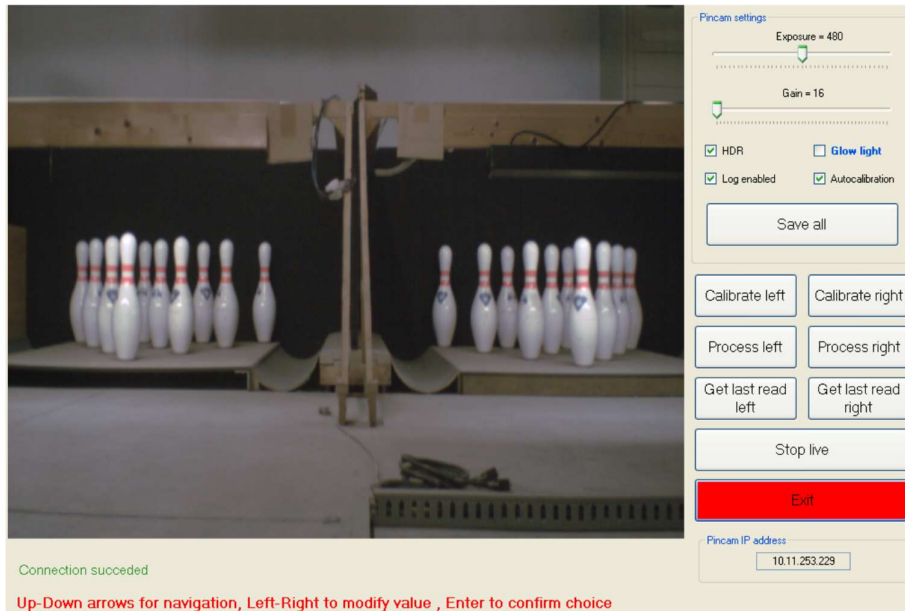 Pincam settings
Exposure = 480
Gain = 16
HDR
Glow light
Log enabled
Autocalibration
Save all
Calibrate left
Calibrate right
Process left
Process right
Get last read
left
Get last read
right
Stop live
Exit
Pincam IP address
10.11.253.229
Connection succeded
Up-Down arrows for navigation, Left-Right to modify value , Enter to confirm choice